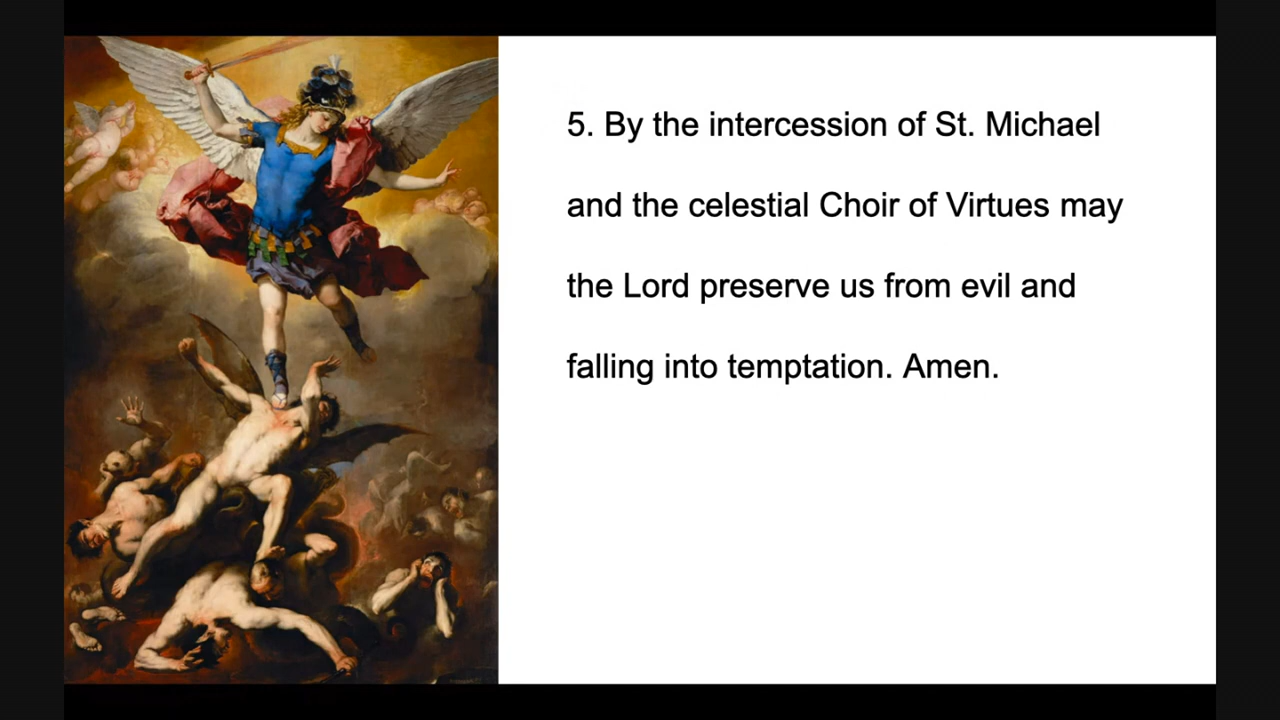 5. By the intercession of St. Michael
and the celestial Choir of Virtues may
the Lord preserve us from evil and
falling into temptation. Amen.